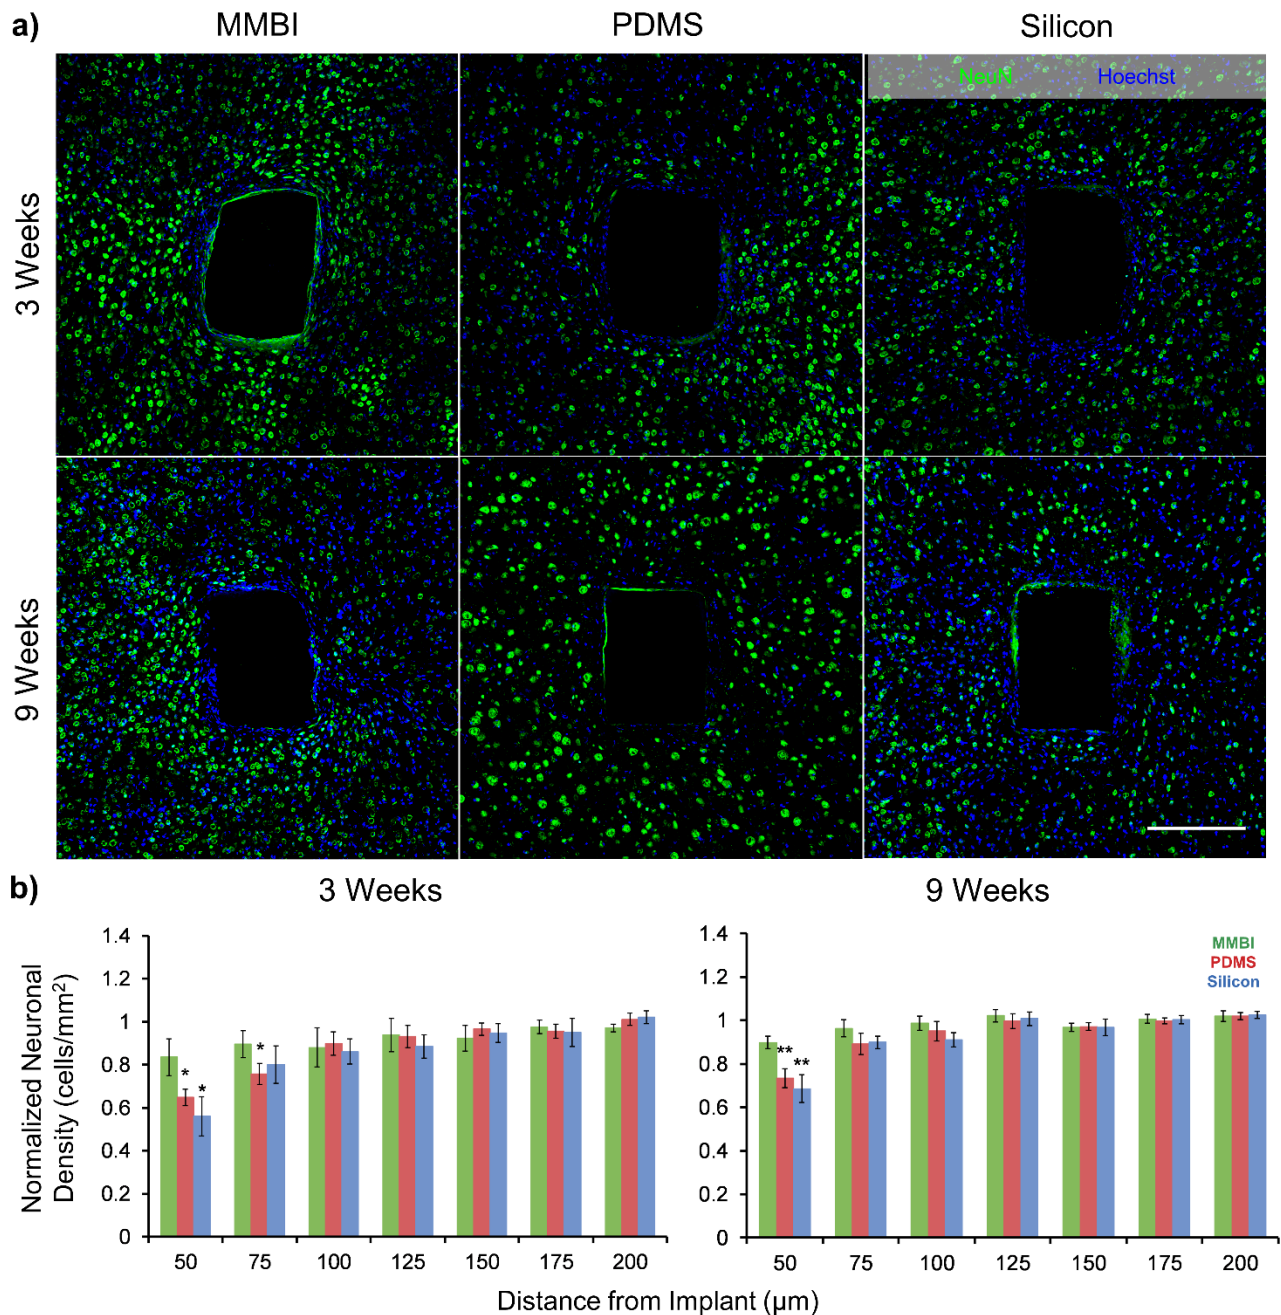 a)
MMBI PDMS Silicon
NeuN Hoechst
3 Weeks
9 Weeks
b)
3 Weeks 9 Weeks
Normalized Neuronal
Density (cells/mm²)
1.4
1.2
1
0.8
0.6
0.4
0.2
0
* * *
50 75 100 125 150 175 200
1.4
1.2
1
0.8
0.6
0.4
0.2
0
** **
MMBI
PDMS
Silicon
50 75 100 125 150 175 200
Distance from Implant (µm)